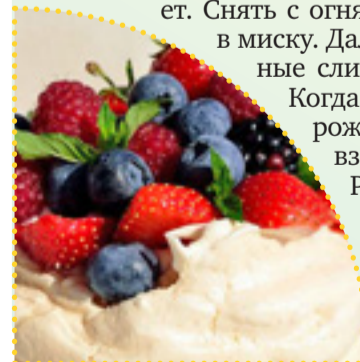 ет. Снять с огня
в миску. Да
ные сли
Когда
рож
вз